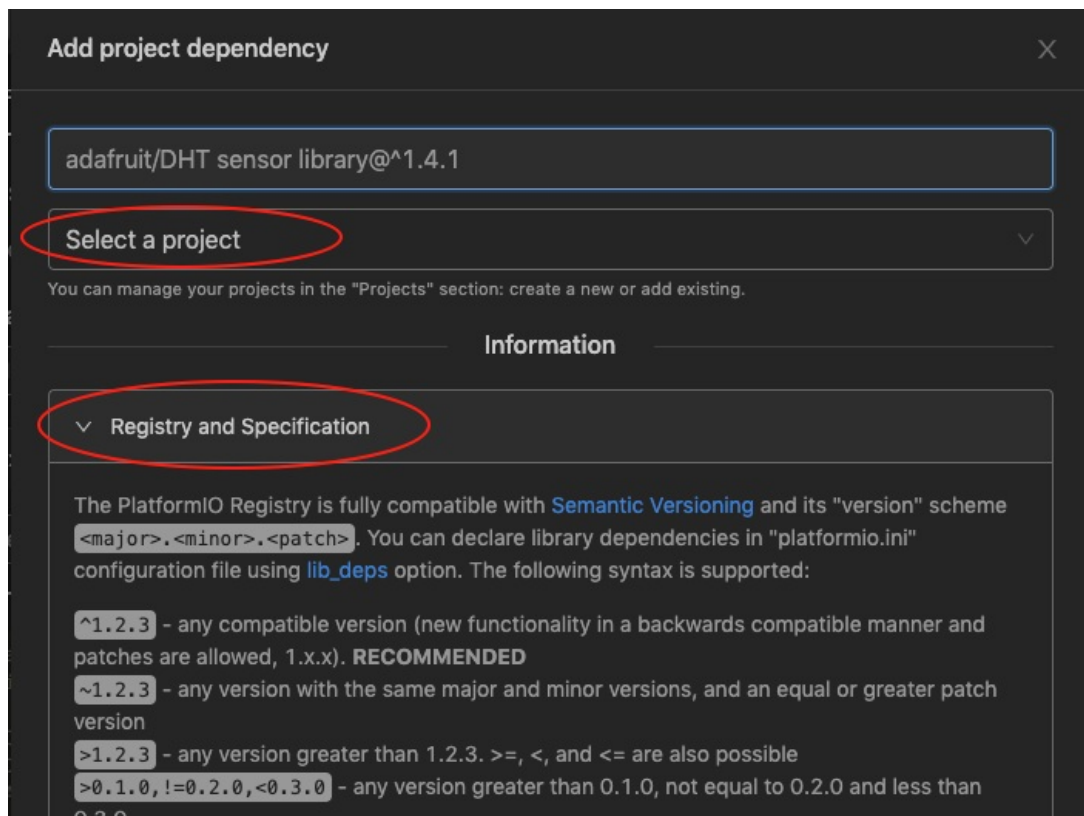 Add project dependency
adafruit/DHT sensor library@^1.4.1
Select a project
You can manage your projects in the "Projects" section: create a new or add existing.
Information
Registry and Specification
The PlatformIO Registry is fully compatible with Semantic Versioning and its "version" scheme
<major>.<minor>.<patch>. You can declare library dependencies in "platformio.ini"
configuration file using lib_deps option. The following syntax is supported:
^1.2.3 - any compatible version (new functionality in a backwards compatible manner and
patches are allowed, 1.x.x). RECOMMENDED
~1.2.3 - any version with the same major and minor versions, and an equal or greater patch
version
>1.2.3 - any version greater than 1.2.3. >=, <, and <= are also possible
>0.1.0,!=0.2.0,<0.3.0 - any version greater than 0.1.0, not equal to 0.2.0 and less than